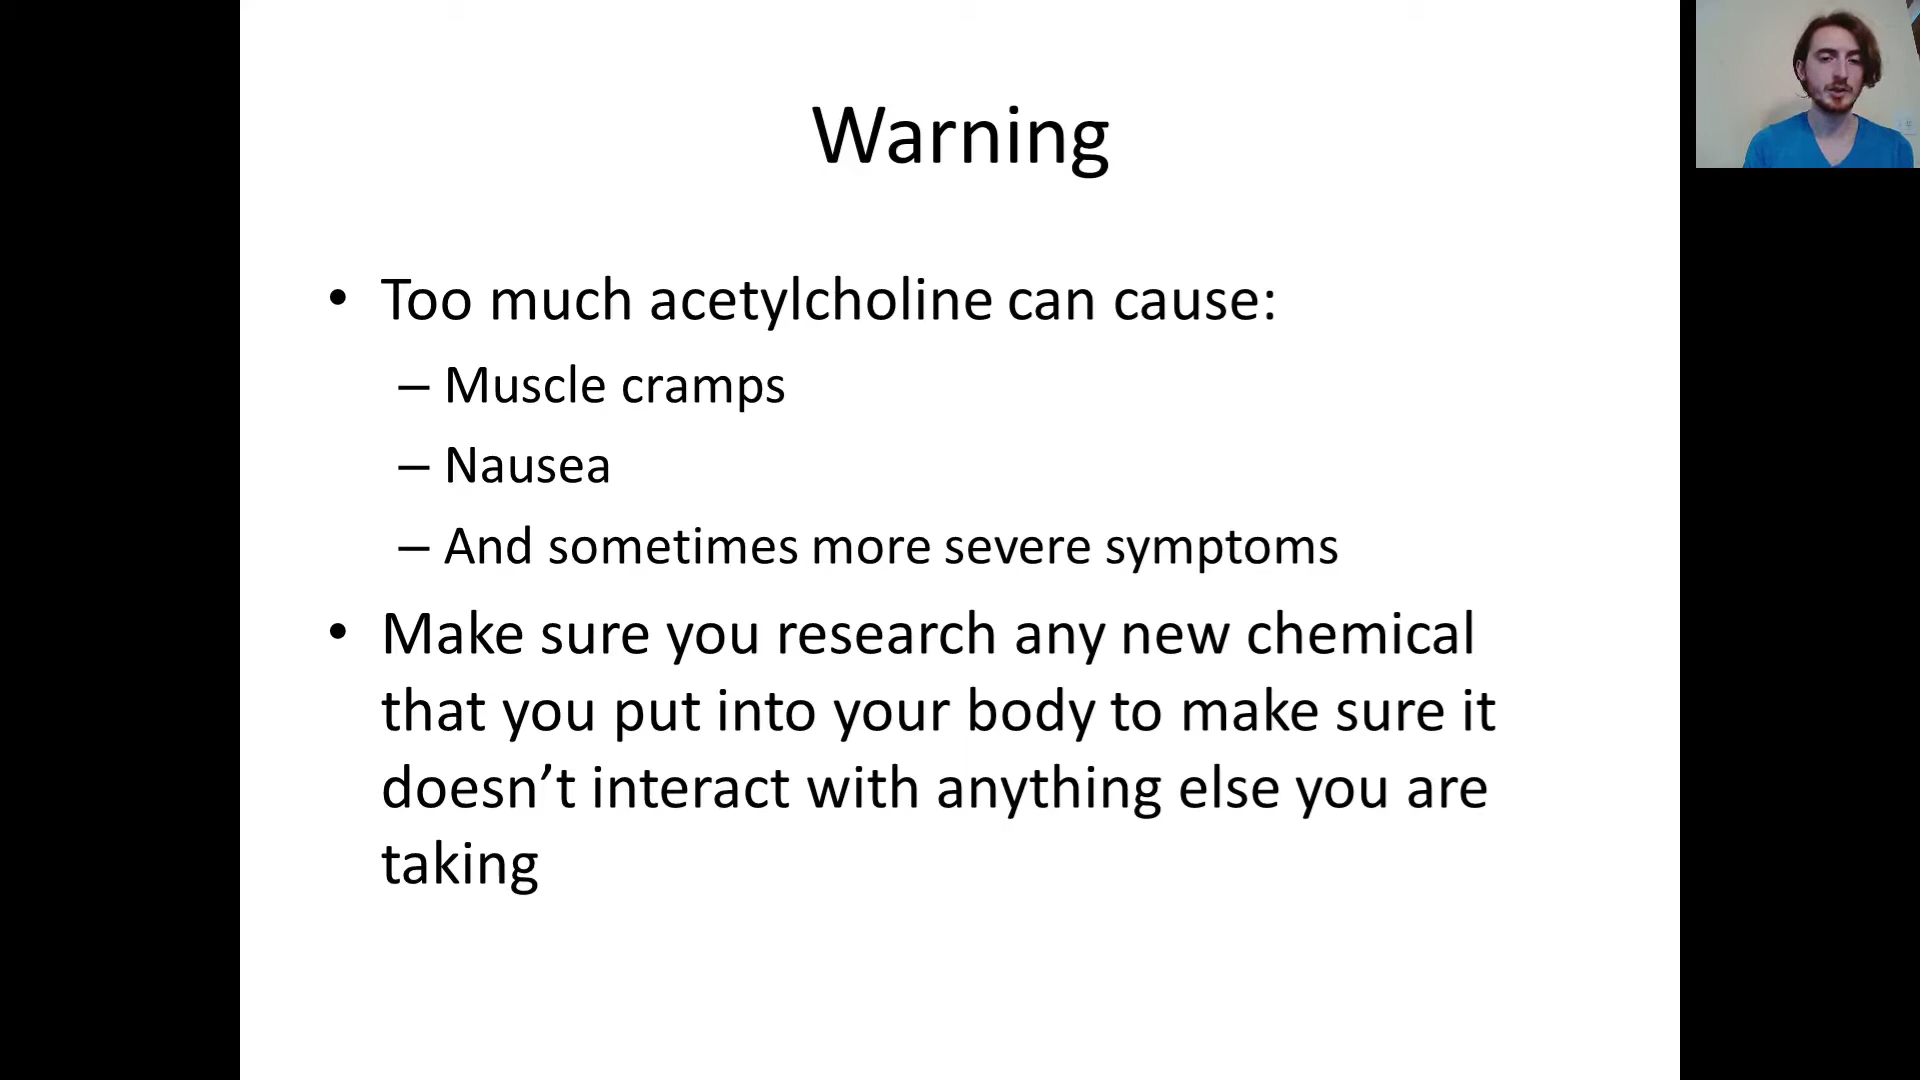 Warning
• Too much acetylcholine can cause:
– Muscle cramps
– Nausea
– And sometimes more severe symptoms
• Make sure you research any new chemical
that you put into your body to make sure it
doesn’t interact with anything else you are
taking